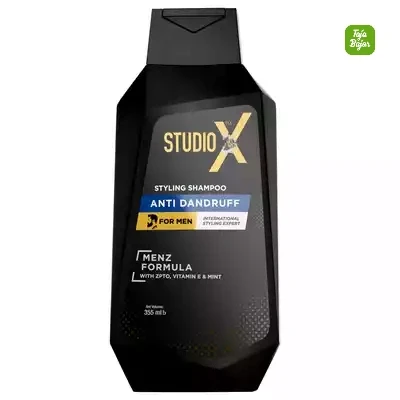 Taja
Bajar
STUDIO X
STYLING SHAMPOO
ANTI DANDRUFF
FOR MEN
INTERNATIONAL
STYLING EXPERT
MENZ
FORMULA
WITH ZPTO, VITAMIN E & MINT
Net Volume:
355 ml b